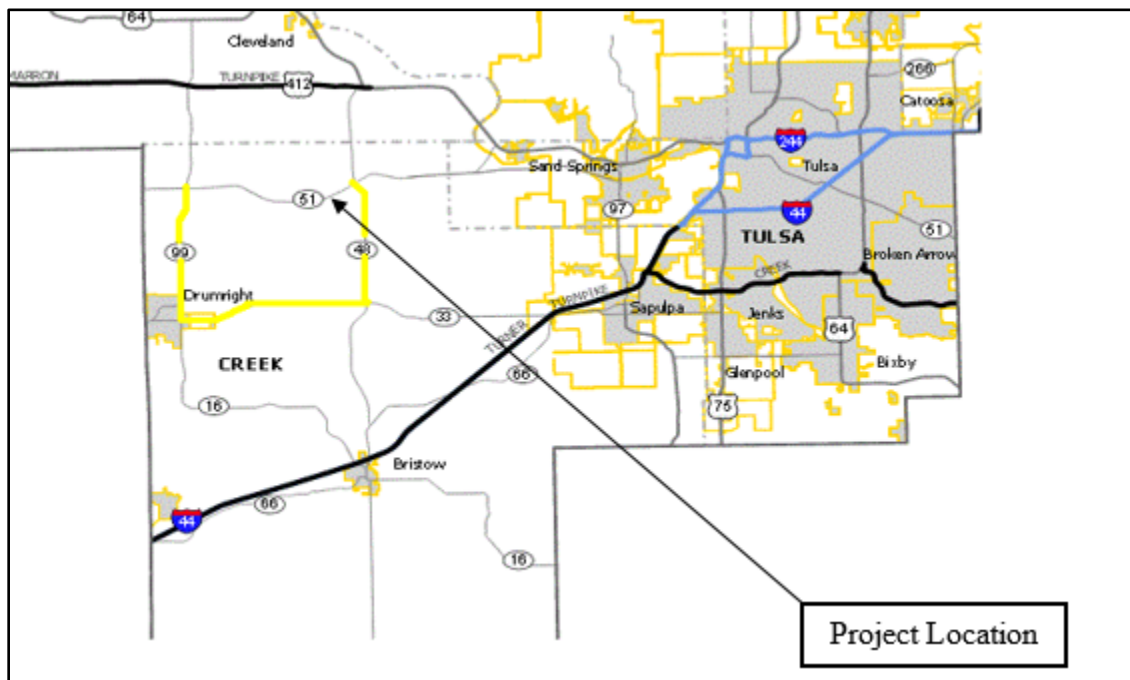 64
Cleveland
MARRON
TURNPIKE
412
266
Catoosa
244
Sand-Springs
Tulsa
51
97
44
51
99
48
TULSA
Broken Arrow
CREEK
Drumright
TURNPIKE
Sapulpa
Jenks
33
64
TURNER
CREEK
66
Glenpool
Bixby
16
75
Bristow
66
44
16
Project Location